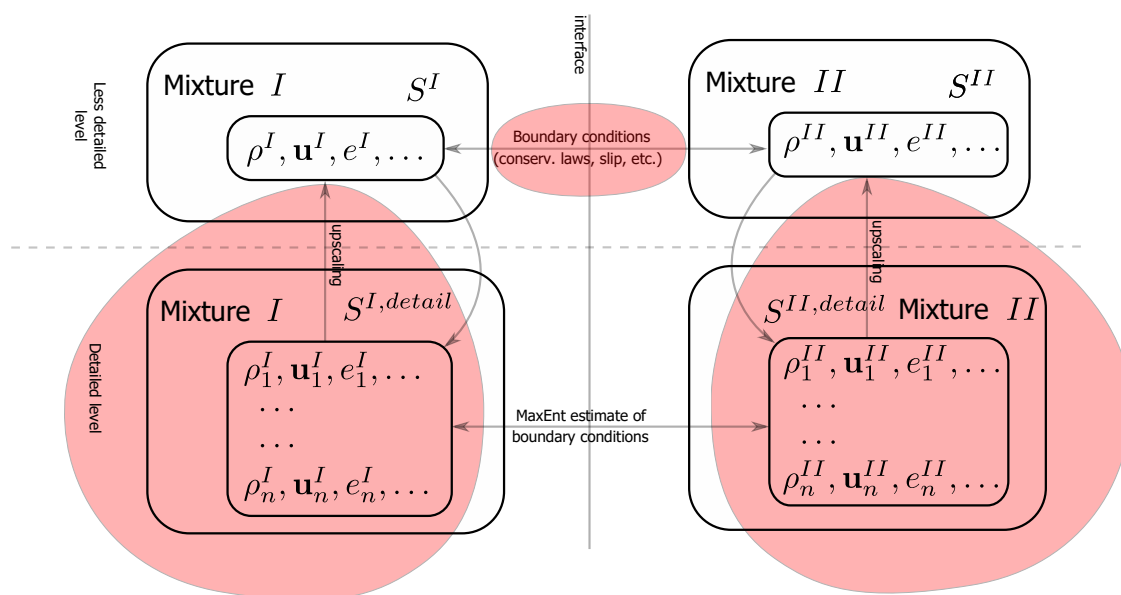 interface
Less detailed
level
Mixture I
S^I
ρ^I, u^I, e^I, ...
Boundary conditions
(conserv. laws, slip, etc.)
Mixture II
S^{II}
ρ^{II}, u^{II}, e^{II}, ...
upscaling
upscaling
Detailed level
Mixture I
S^{I,detail}
ρ_1^I, u_1^I, e_1^I, ...
...
...
ρ_n^I, u_n^I, e_n^I, ...
MaxEnt estimate of
boundary conditions
S^{II,detail}
Mixture II
ρ_1^{II}, u_1^{II}, e_1^{II}, ...
...
...
ρ_n^{II}, u_n^{II}, e_n^{II}, ...